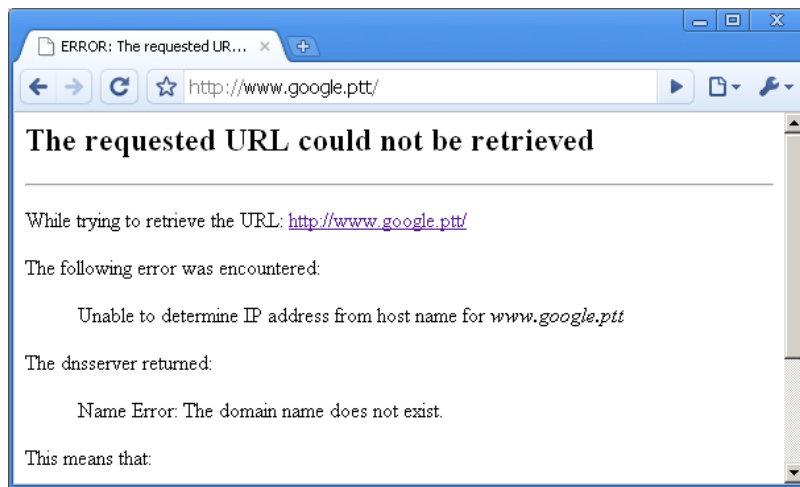 ERROR: The requested UR...
http://www.google.ptt/
The requested URL could not be retrieved
While trying to retrieve the URL: http://www.google.ptt/
The following error was encountered:
Unable to determine IP address from host name for www.google.ptt
The dnsserver returned:
Name Error: The domain name does not exist.
This means that: